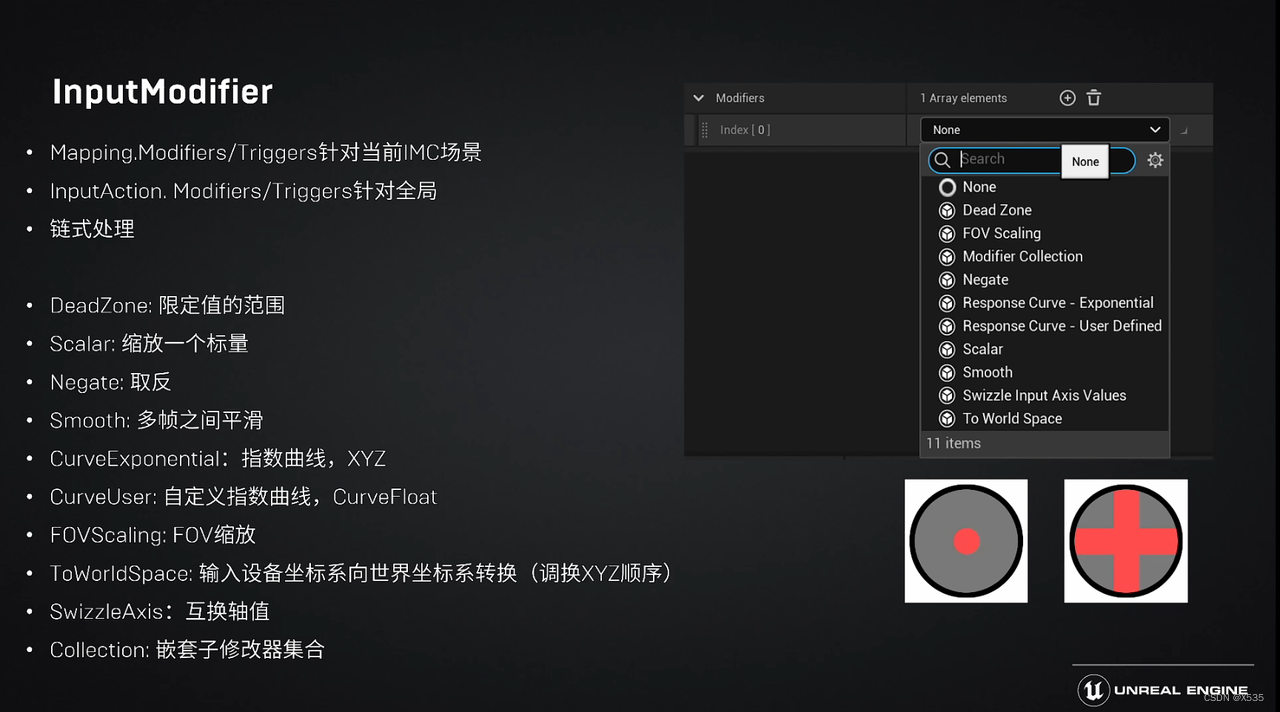 InputModifier
• Mapping.Modifiers/Triggers针对当前IMC场景
• InputAction. Modifiers/Triggers针对全局
• 链式处理
• DeadZone: 限定值的范围
• Scalar: 缩放一个标量
• Negate: 取反
• Smooth: 多帧之间平滑
• CurveExponential：指数曲线，XYZ
• CurveUser: 自定义指数曲线，CurveFloat
• FOVScaling: FOV缩放
• ToWorldSpace: 输入设备坐标系向世界坐标系转换（调换XYZ顺序）
• SwizzleAxis：互换轴值
• Collection: 嵌套子修改器集合
Modifiers 1 Array elements
Index [ 0 ] None
Search None
None
Dead Zone
FOV Scaling
Modifier Collection
Negate
Response Curve - Exponential
Response Curve - User Defined
Scalar
Smooth
Swizzle Input Axis Values
To World Space
11 items
UNREAL ENGINE
CSDN @X535